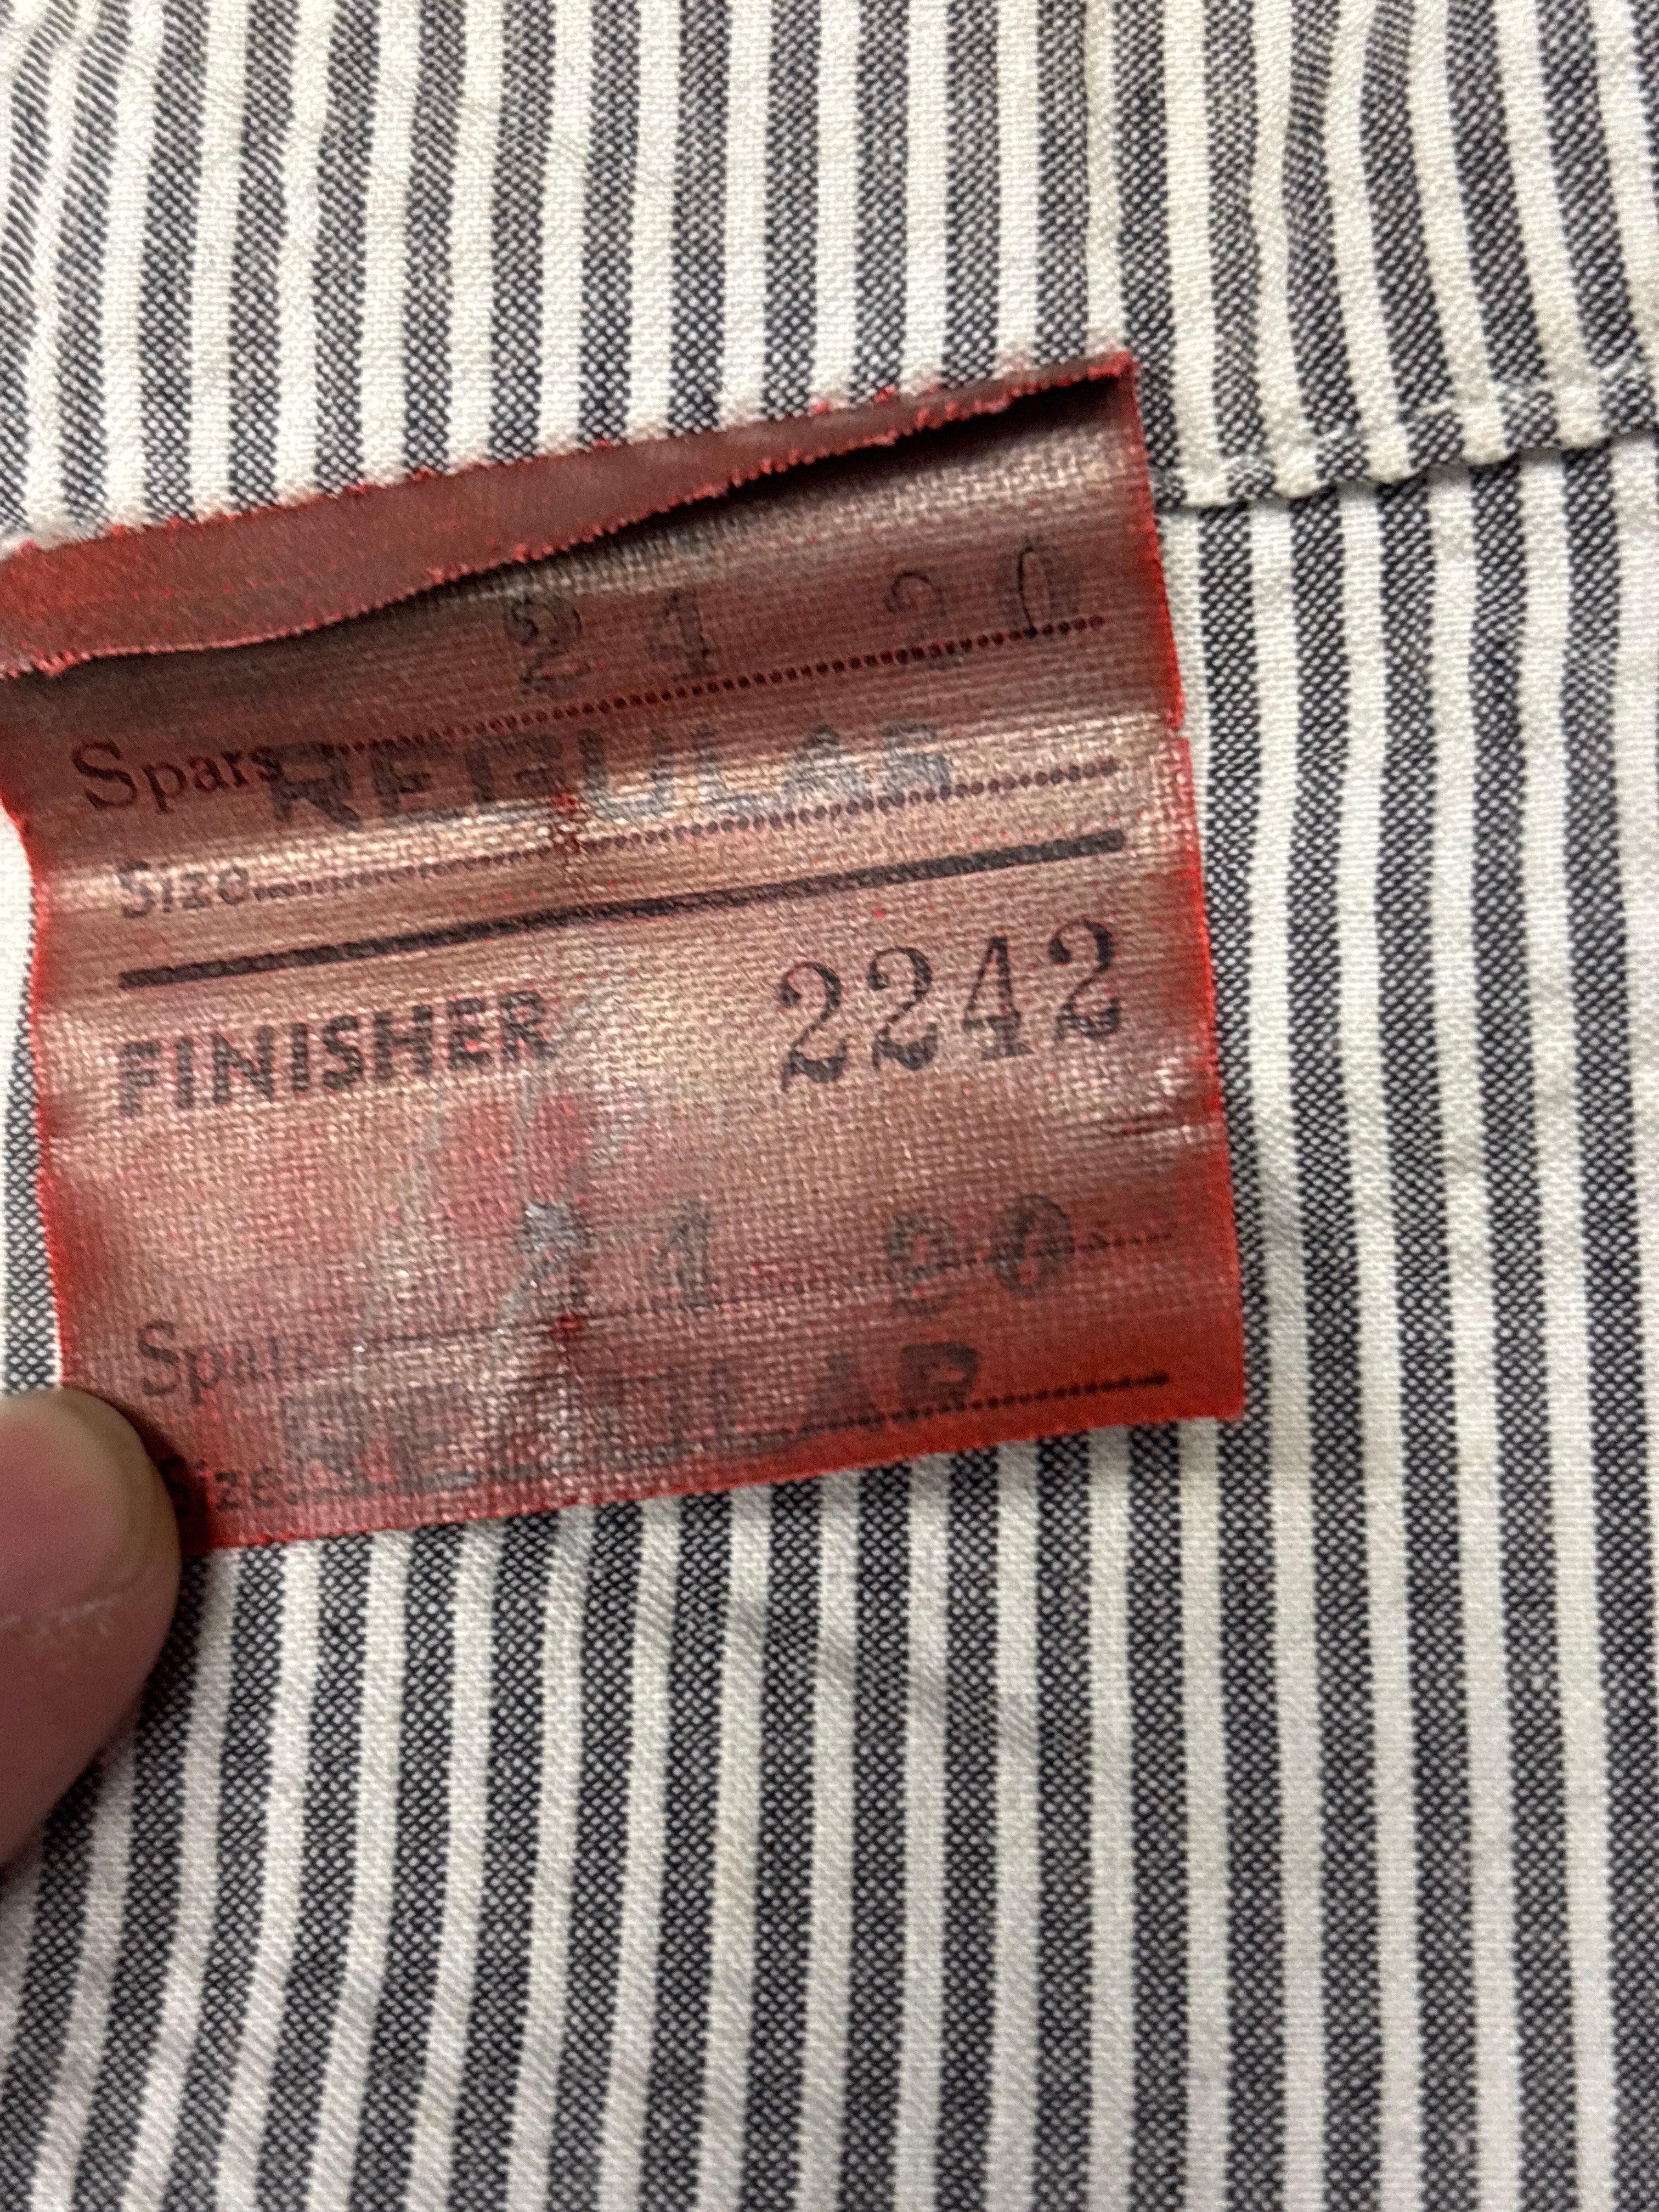 24 20
Spars
REGULAR
Size
FINISHER 2242
24 20
Spars
REGULAR
Size